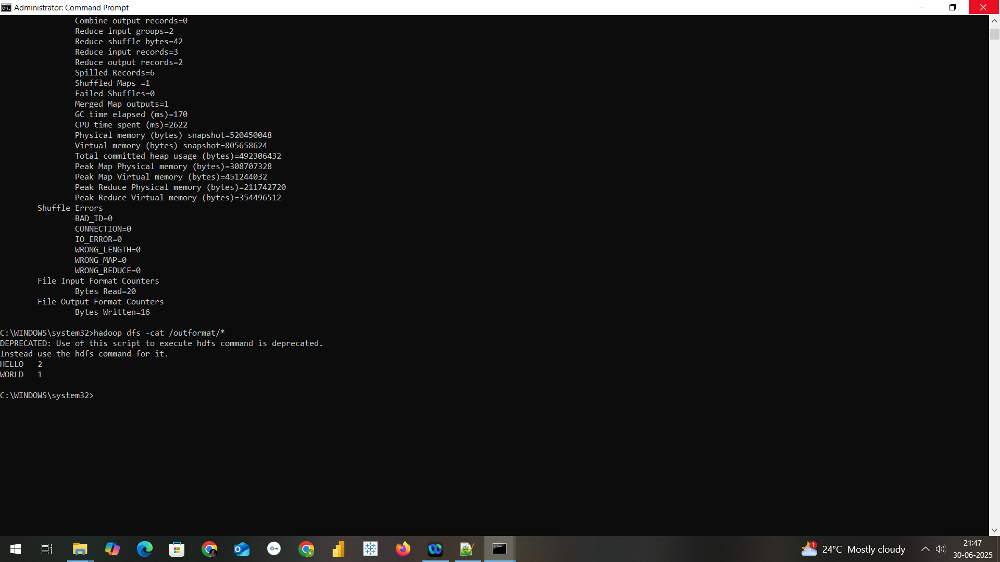 Administrator: Command Prompt
Combine output records=0
Reduce input groups=2
Reduce shuffle bytes=42
Reduce input records=3
Reduce output records=2
Spilled Records=6
Shuffled Maps =1
Failed Shuffles=0
Merged Map outputs=1
GC time elapsed (ms)=170
CPU time spent (ms)=2622
Physical memory (bytes) snapshot=520450048
Virtual memory (bytes) snapshot=805658624
Total committed heap usage (bytes)=492306432
Peak Map Physical memory (bytes)=308707328
Peak Map Virtual memory (bytes)=451244032
Peak Reduce Physical memory (bytes)=211742720
Peak Reduce Virtual memory (bytes)=354496512
Shuffle Errors
BAD_ID=0
CONNECTION=0
IO_ERROR=0
WRONG_LENGTH=0
WRONG_MAP=0
WRONG_REDUCE=0
File Input Format Counters
Bytes Read=20
File Output Format Counters
Bytes Written=16
C:\WINDOWS\system32>hadoop dfs -cat /outformat/*
DEPRECATED: Use of this script to execute hdfs command is deprecated.
Instead use the hdfs command for it.
HELLO   2
WORLD   1
C:\WINDOWS\system32>
1
24°C Mostly cloudy
21:47
30-06-2025